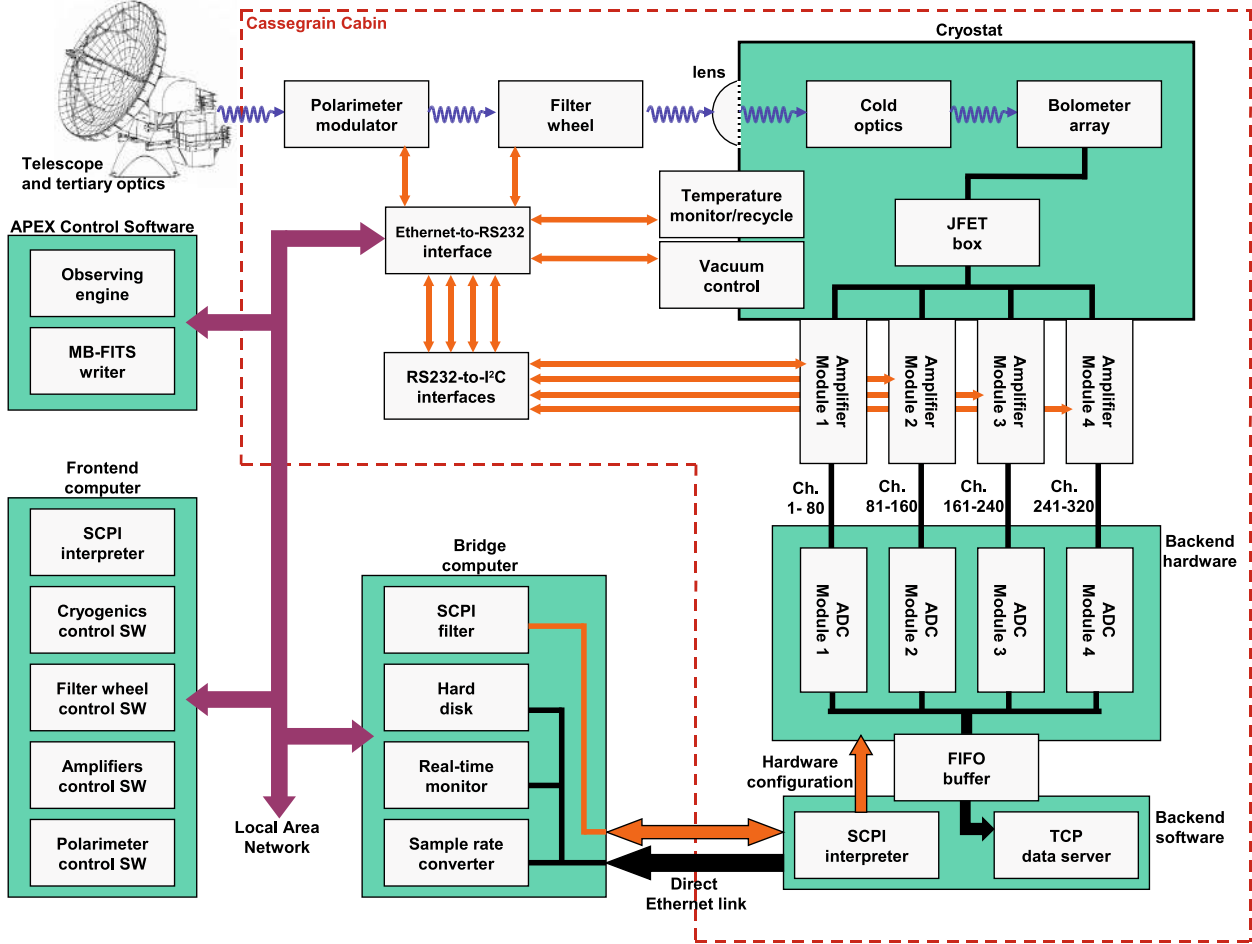 Cassegrain Cabin
Cryostat
lens
Polarimeter
modulator
Filter
wheel
Cold
optics
Bolometer
array
Telescope
and tertiary optics
Temperature
monitor/recycle
JFET
box
APEX Control Software
Ethernet-to-RS232
interface
Vacuum
control
Observing
engine
MB-FITS
writer
RS232-to-I²C
interfaces
Amplifier
Module 1
Amplifier
Module 2
Amplifier
Module 3
Amplifier
Module 4
Frontend
computer
Ch.
1- 80
Ch.
81-160
Ch.
161-240
Ch.
241-320
SCPI
interpreter
Cryogenics
control SW
Filter wheel
control SW
Amplifiers
control SW
Polarimeter
control SW
Bridge
computer
SCPI
filter
Hard
disk
Real-time
monitor
Sample rate
converter
Local Area
Network
Backend
hardware
ADC
Module 1
ADC
Module 2
ADC
Module 3
ADC
Module 4
Hardware
configuration
FIFO
buffer
Backend
software
SCPI
interpreter
TCP
data server
Direct
Ethernet link